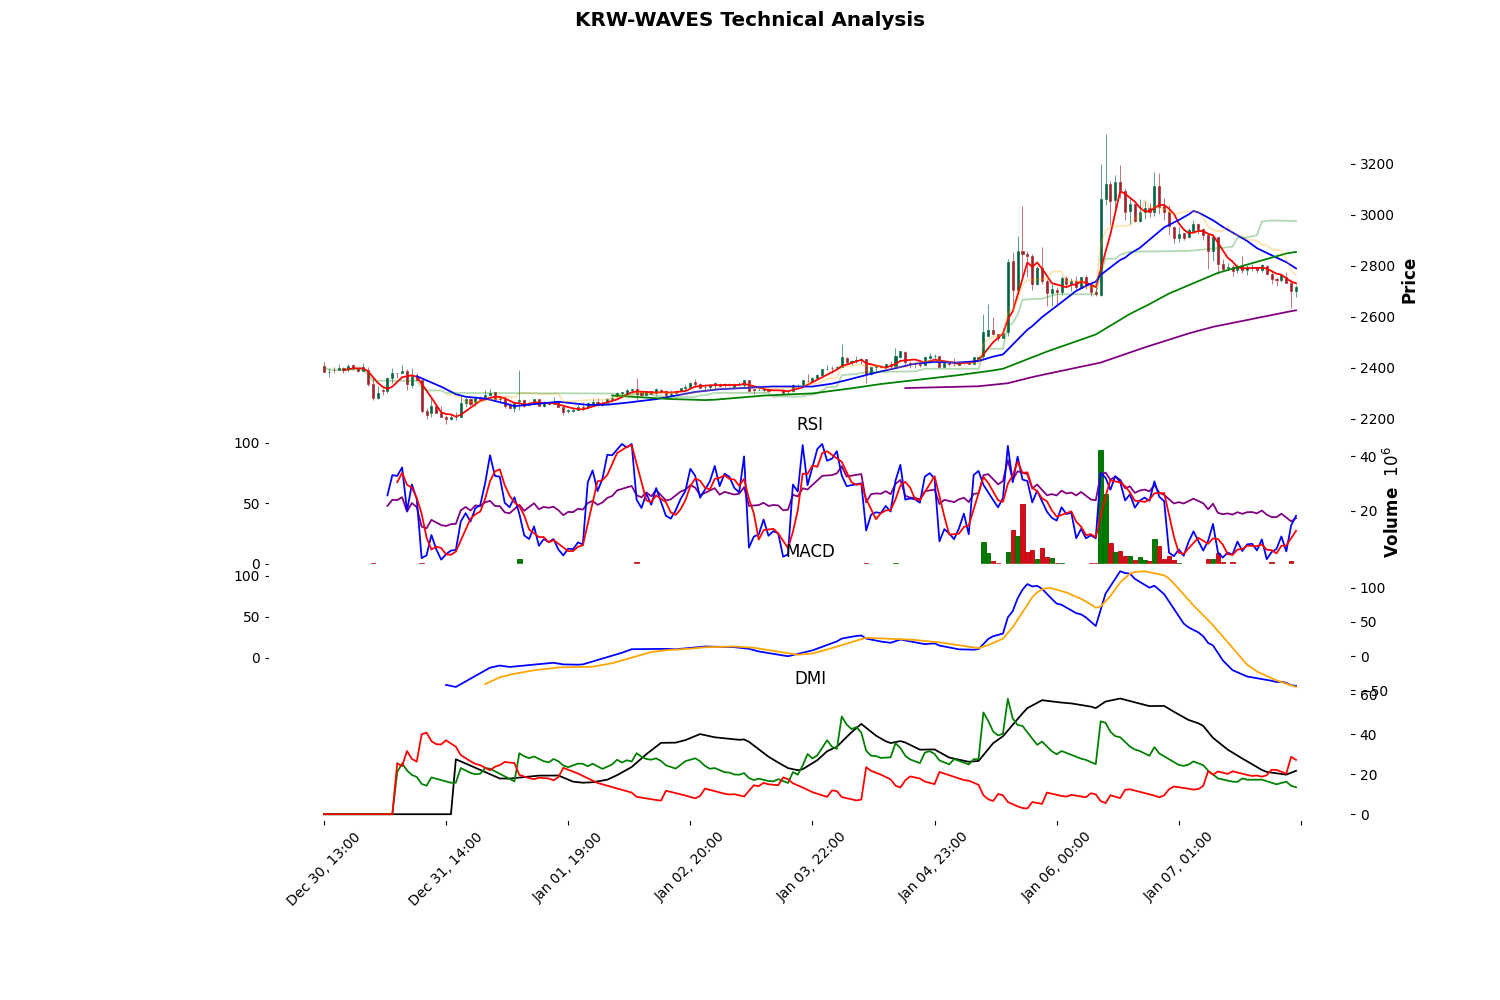 KRW-WAVES Technical Analysis
3200
3000
2800
2600
2400
2200
Price
RSI
100
50
0
40
20
Volume 10^6
MACD
100
50
0
100
50
0
−50
DMI
60
40
20
0
Dec 30, 13:00
Dec 31, 14:00
Jan 01, 19:00
Jan 02, 20:00
Jan 03, 22:00
Jan 04, 23:00
Jan 06, 00:00
Jan 07, 01:00